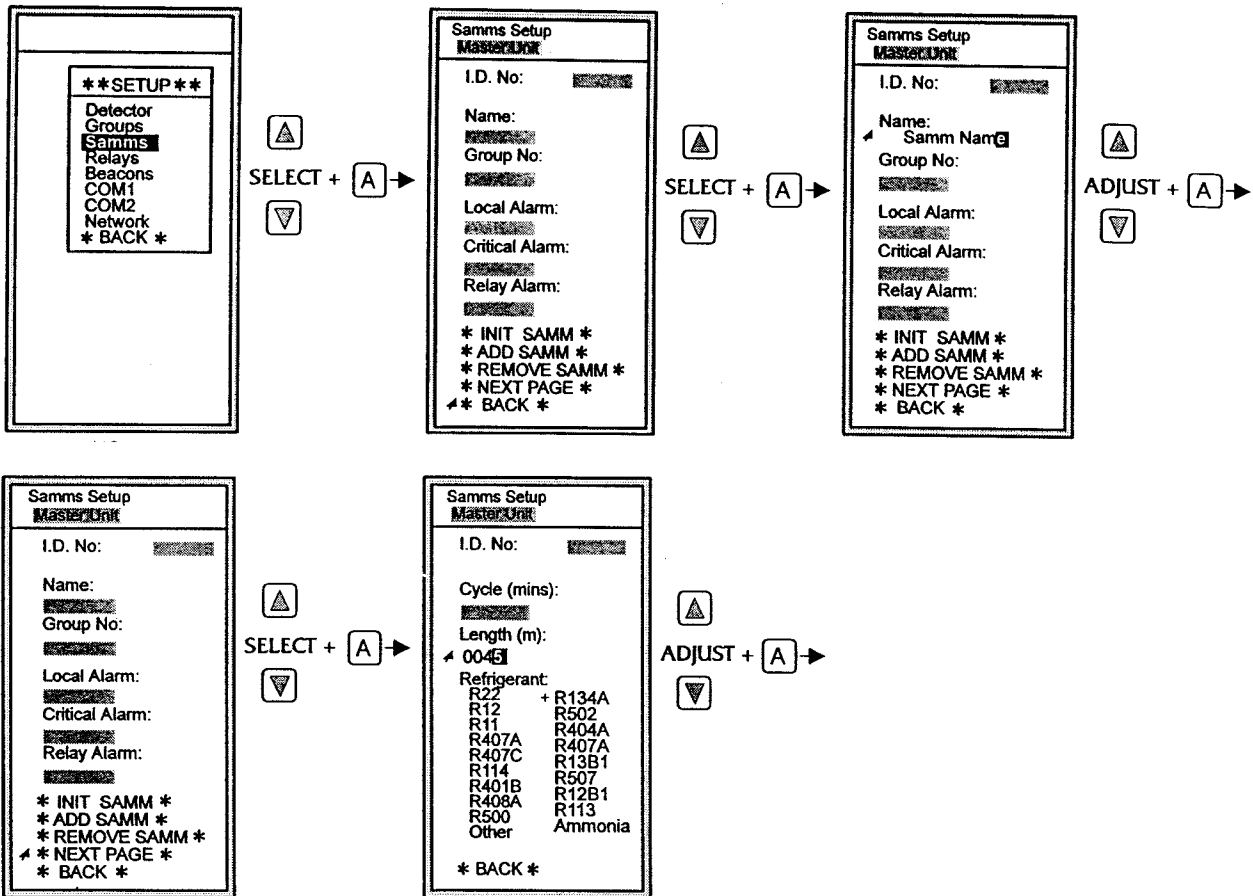 **SETUP**
Detector
Groups
Samms
Relays
Beacons
COM1
COM2
Network
* BACK *
SELECT + A
Samms Setup
Master:Unit
I.D. No:
Name:
Group No:
Local Alarm:
Critical Alarm:
Relay Alarm:
* INIT SAMM *
* ADD SAMM *
* REMOVE SAMM *
* NEXT PAGE *
* BACK *
SELECT + A
Samms Setup
Master:Unit
I.D. No:
Name:
Samm Name
Group No:
Local Alarm:
Critical Alarm:
Relay Alarm:
* INIT SAMM *
* ADD SAMM *
* REMOVE SAMM *
* NEXT PAGE *
* BACK *
ADJUST + A
Samms Setup
Master:Unit
I.D. No:
Name:
Group No:
Local Alarm:
Critical Alarm:
Relay Alarm:
* INIT SAMM *
* ADD SAMM *
* REMOVE SAMM *
* NEXT PAGE *
* BACK *
SELECT + A
Samms Setup
Master:Unit
I.D. No:
Cycle (mins):
Length (m):
0045
Refrigerant:
R22 + R134A
R12 R502
R11 R404A
R407A R407A
R407C R13B1
R114 R507
R401B R12B1
R408A R113
R500 Ammonia
Other
* BACK *
ADJUST + A